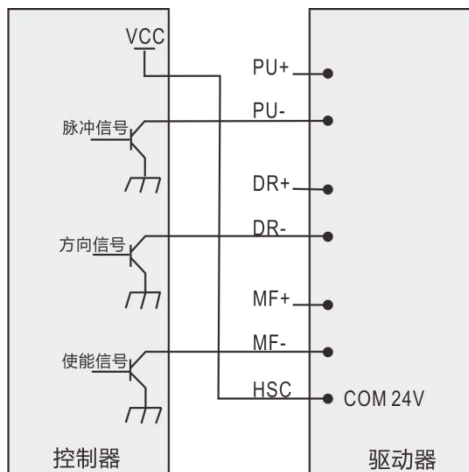 VCC
PU+
PU-
脉冲信号
DR+
DR-
方向信号
MF+
MF-
使能信号
HSC
COM 24V
控制器
驱动器